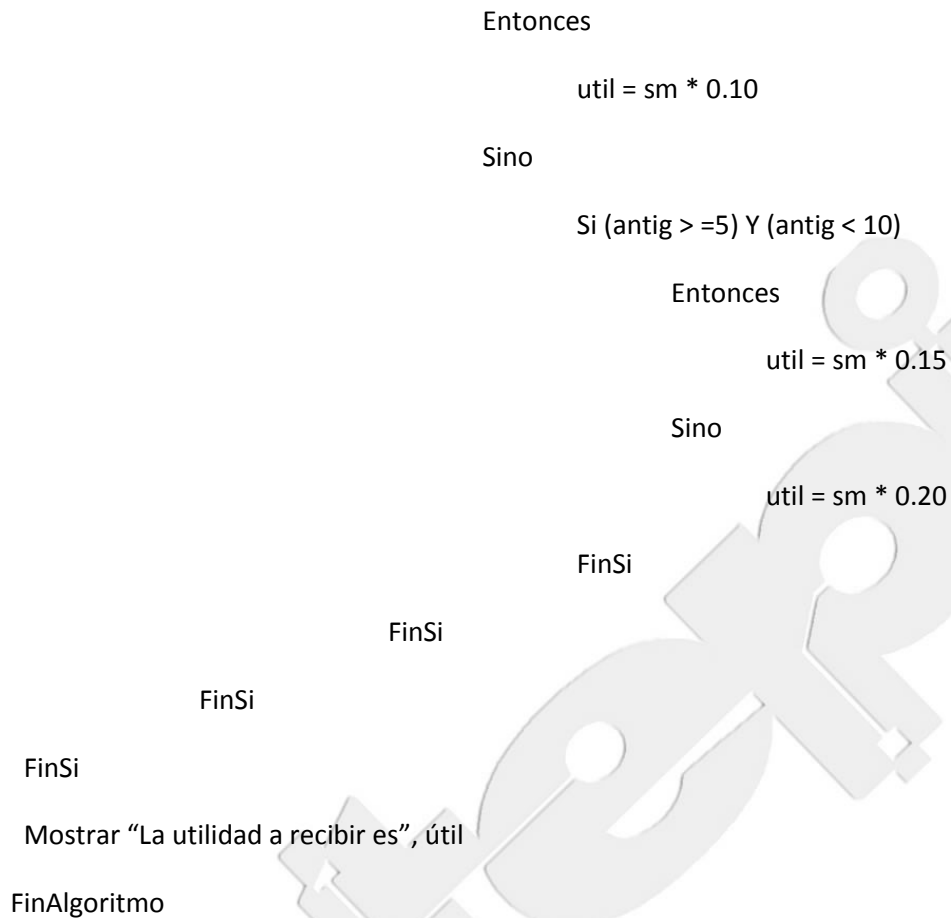 Entonces
util = sm * 0.10
Sino
Si (antig > =5) Y (antig < 10)
Entonces
util = sm * 0.15
Sino
util = sm * 0.20
FinSi
FinSi
FinSi
FinSi
Mostrar “La utilidad a recibir es”, útil
FinAlgoritmo